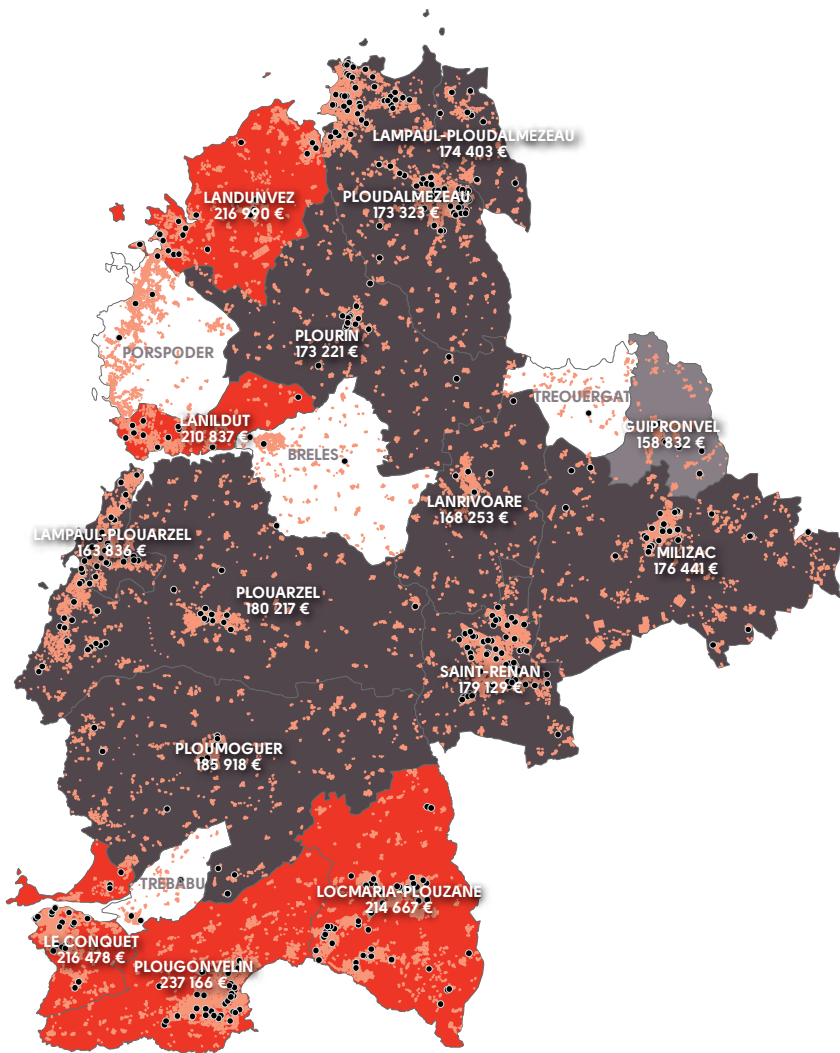 LAMPAUL-PLOUDALMEZEAU
174 403 €
LANDUNVEZ
216 990 €
PLOUDALMEZEAU
173 323 €
PLOURIN
173 221 €
PORSPODER
TREOUERGAT
LANILDUT
210 837 €
GUIPRONVEL
158 832 €
BRELES
LANRIVOARE
168 253 €
LAMPAUL-PLOUARZEL
163 836 €
MILIZAC
176 441 €
PLOUARZEL
180 217 €
SAINT-RENAN
179 129 €
PLOUMOGUER
185 918 €
TREBABU
LOCMARIA-PLOUZANE
214 667 €
LE CONQUET
216 478 €
PLOUGONVELIN
237 166 €